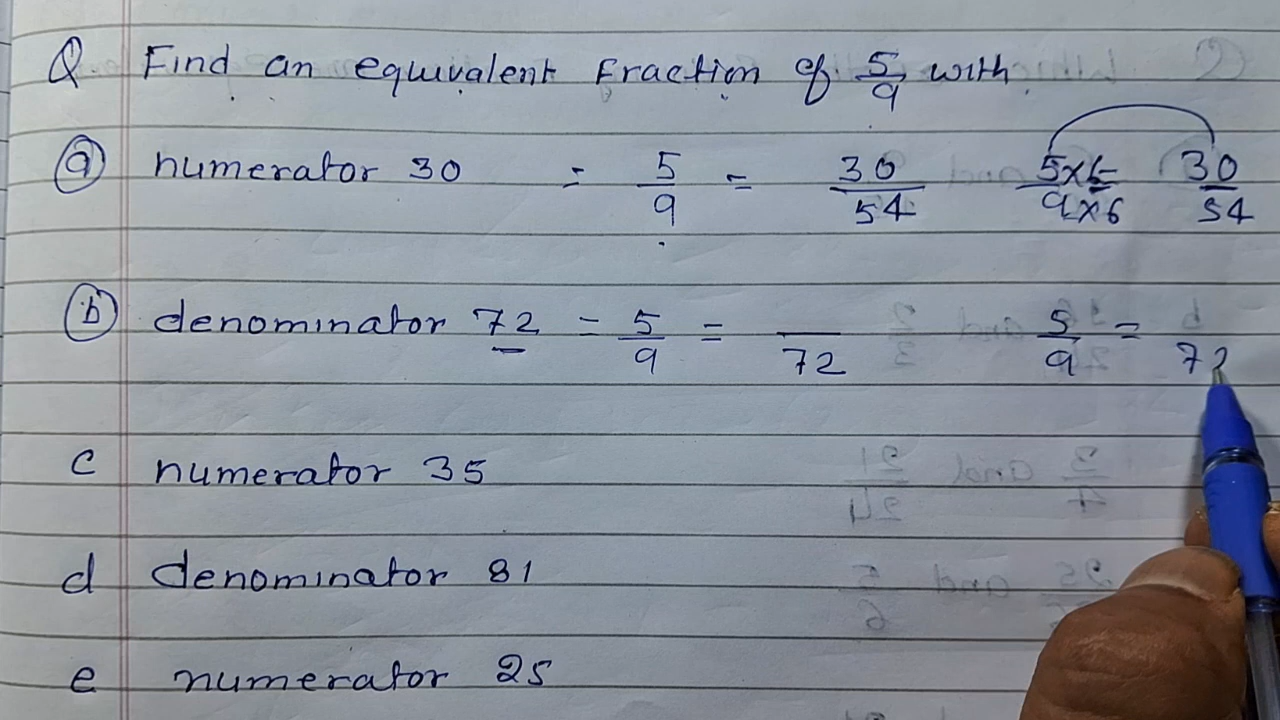 Q. Find an equivalent Fraction of 5/9 with
(a) numerator 30 = 5/9 = 30/54 5×6/9×6 30/54
(b) denominator 72 = 5/9 = __/72 5/9 = /72
c numerator 35
d denominator 81
e numerator 25